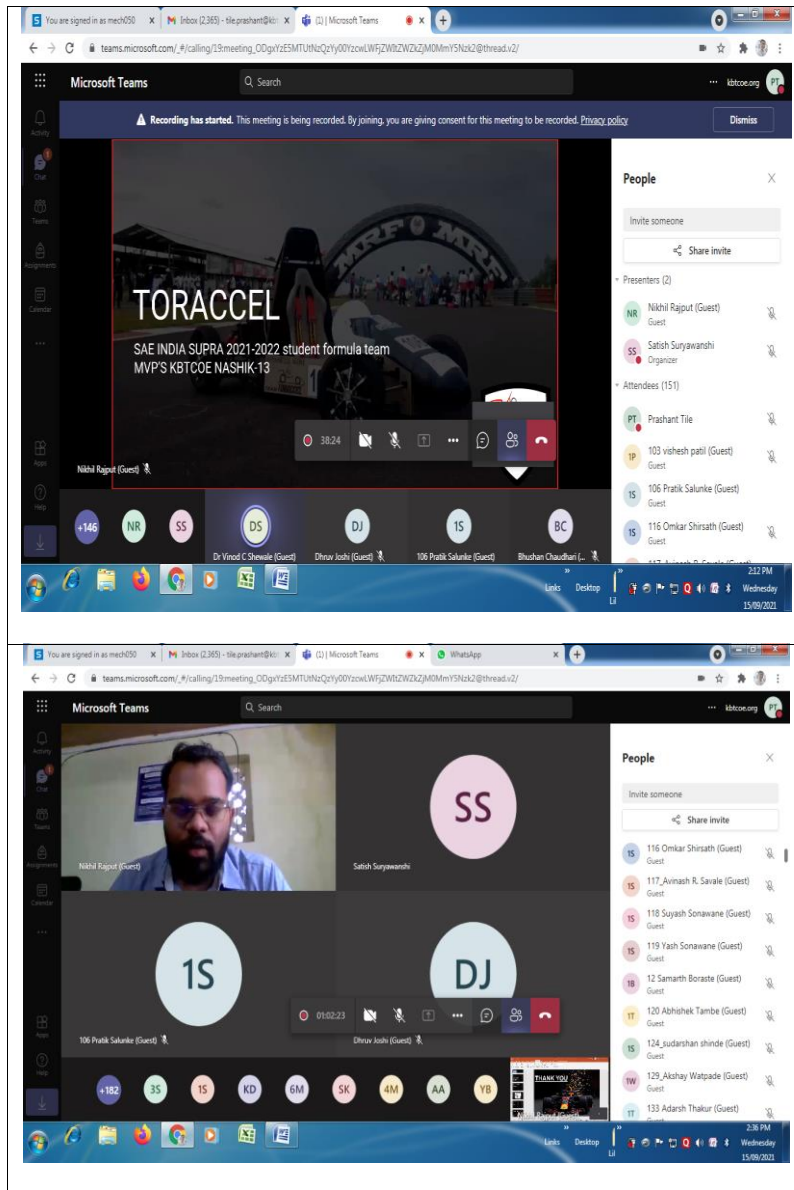 You are signed in as mech050
Inbox (2,365) - tile.prashant@kb
(1) | Microsoft Teams
teams.microsoft.com/_#/calling/19:meeting_ODgxYzE5MTUtNzQzYy00YzcwLWFjZWItZWZkZjM0MmY5Nzk2@thread.v2/
Microsoft Teams
Search
kbtcoe.org
PT
Recording has started. This meeting is being recorded. By joining, you are giving consent for this meeting to be recorded. Privacy policy
Dismiss
Activity
Chat
Teams
Assignments
Calendar
Apps
Help
MRF MRF
TORACCEL
SAE INDIA SUPRA 2021-2022 student formula team
MVP'S KBTCOE NASHIK-13
38:24
Nikhil Rajput (Guest)
+146
NR
SS
DS
DJ
1S
BC
Dr Vinod C Shewale (Guest)
Dhruv Joshi (Guest)
106 Pratik Salunke (Guest)
Bhushan Chaudhari (...
People
Invite someone
Share invite
Presenters (2)
NR
Nikhil Rajput (Guest)
Guest
SS
Satish Suryawanshi
Organizer
Attendees (151)
PT
Prashant Tile
1P
103 vishesh patil (Guest)
Guest
1S
106 Pratik Salunke (Guest)
Guest
1S
116 Omkar Shirsath (Guest)
Guest
Links
Desktop
Lil
2:12 PM
Wednesday
15/09/2021
You are signed in as mech050
Inbox (2,365) - tile.prashant@kb
(1) | Microsoft Teams
WhatsApp
teams.microsoft.com/_#/calling/19:meeting_ODgxYzE5MTUtNzQzYy00YzcwLWFjZWItZWZkZjM0MmY5Nzk2@thread.v2/
Microsoft Teams
Search
kbtcoe.org
PT
Activity
Chat
Teams
Assignments
Calendar
Apps
Help
Nikhil Rajput (Guest)
SS
Satish Suryawanshi
1S
106 Pratik Salunke (Guest)
DJ
Dhruv Joshi (Guest)
01:02:23
+182
3S
1S
KD
6M
SK
4M
AA
YB
THANK YOU
People
Invite someone
Share invite
1S
116 Omkar Shirsath (Guest)
Guest
1S
117_Avinash R. Savale (Guest)
Guest
1S
118 Suyash Sonawane (Guest)
Guest
1S
119 Yash Sonawane (Guest)
Guest
1B
12 Samarth Boraste (Guest)
Guest
1T
120 Abhishek Tambe (Guest)
Guest
1S
124_sudarshan shinde (Guest)
Guest
1W
129_Akshay Watpade (Guest)
Guest
1T
133 Adarsh Thakur (Guest)
Links
Desktop
Lil
2:36 PM
Wednesday
15/09/2021